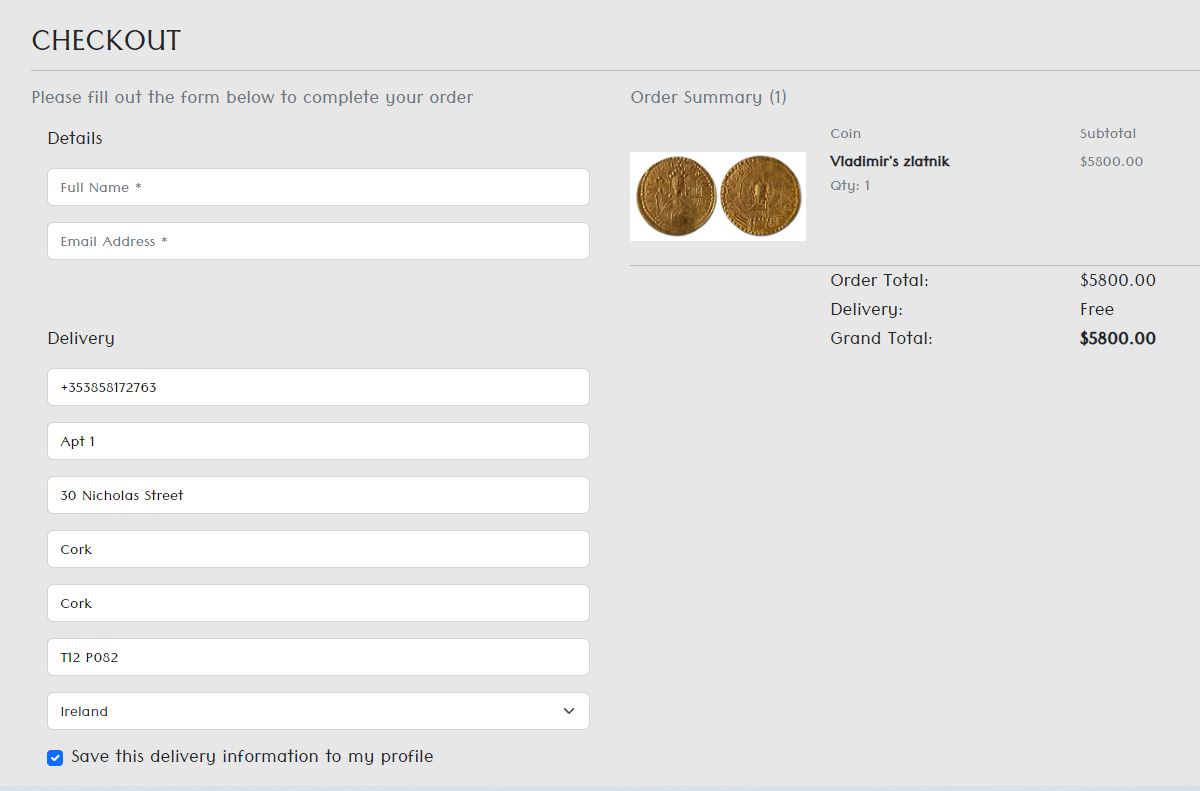 CHECKOUT
Please fill out the form below to complete your order
Details
Full Name *
Email Address *
Delivery
+353858172763
Apt 1
30 Nicholas Street
Cork
Cork
T12 P082
Ireland
Save this delivery information to my profile
Order Summary (1)
Coin Subtotal
Vladimir's zlatnik $5800.00
Qty: 1
Order Total: $5800.00
Delivery: Free
Grand Total: $5800.00